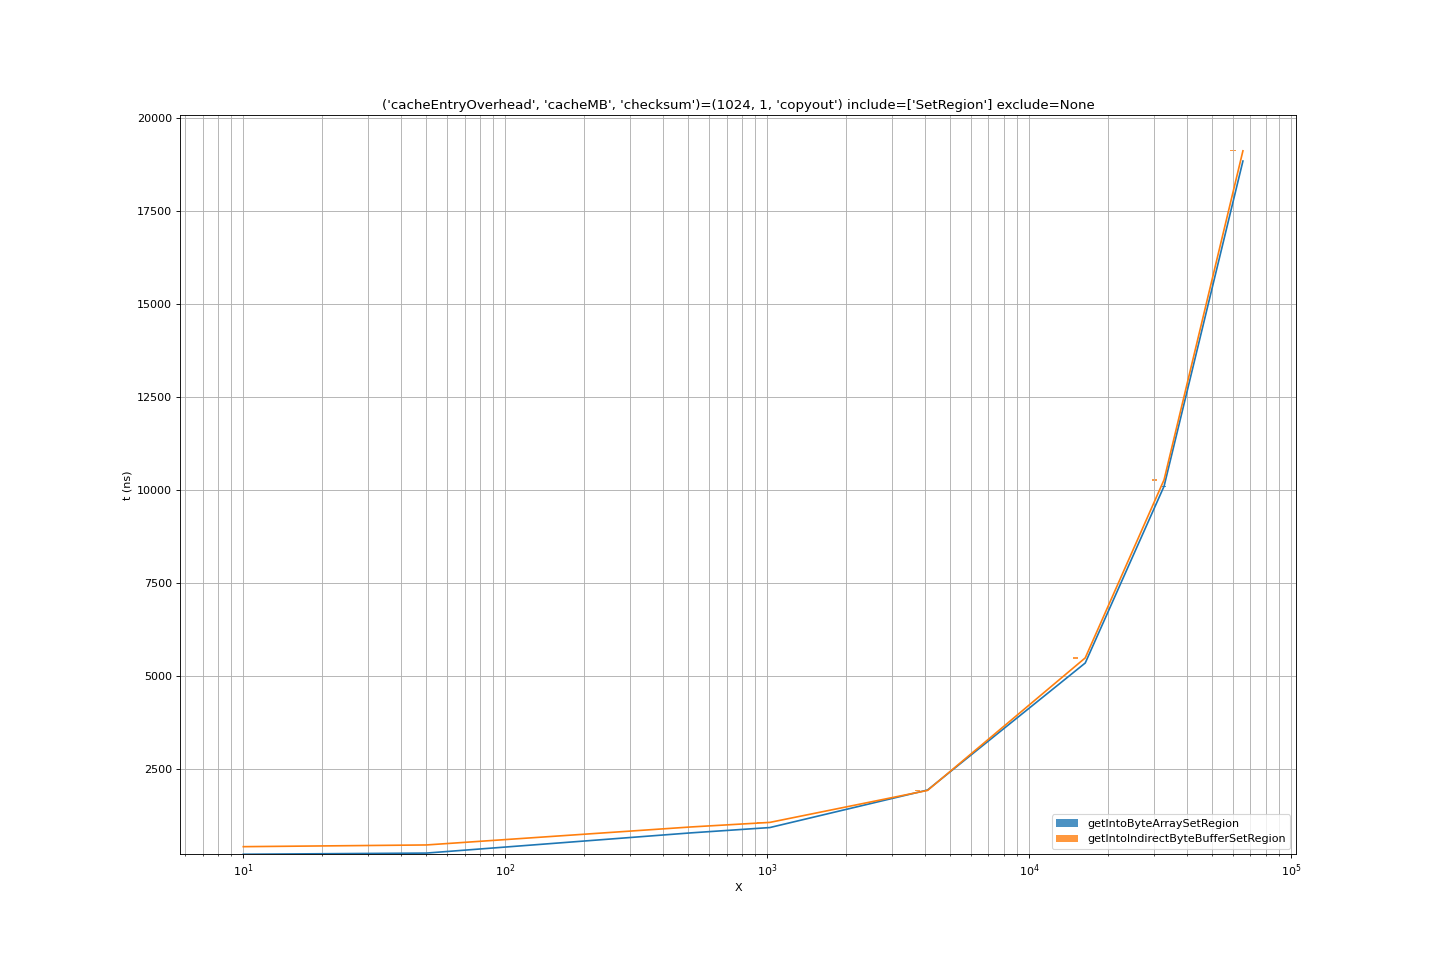 ('cacheEntryOverhead', 'cacheMB', 'checksum')=(1024, 1, 'copyout') include=['SetRegion'] exclude=None
20000
17500
15000
12500
10000
7500
5000
2500
t (ns)
10¹
10²
10³
10⁴
10⁵
X
getIntoByteArraySetRegion
getIntoIndirectByteBufferSetRegion